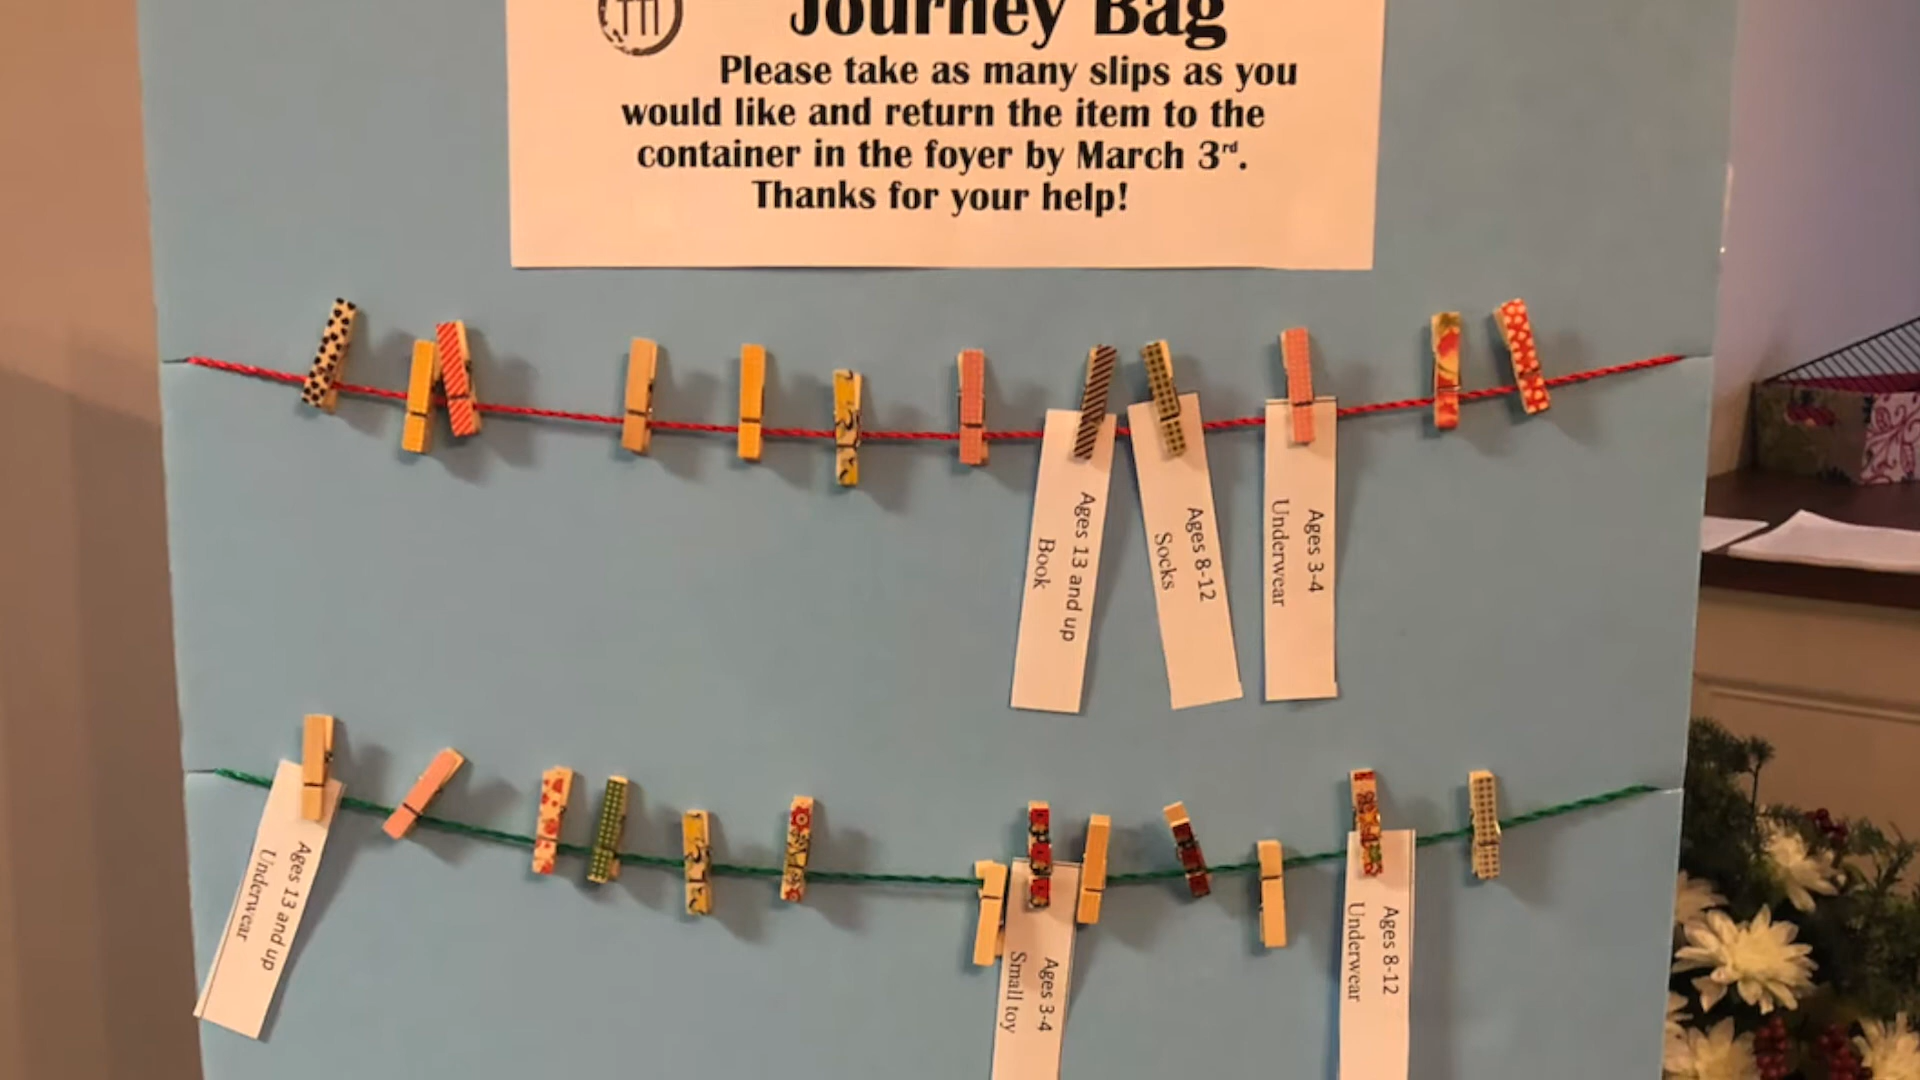 TTI
Journey Bag
Please take as many slips as you
would like and return the item to the
container in the foyer by March 3rd.
Thanks for your help!
Ages 13 and up
Book
Ages 8-12
Socks
Ages 3-4
Underwear
Ages 13 and up
Underwear
Ages 3-4
Small toy
Ages 8-12
Underwear